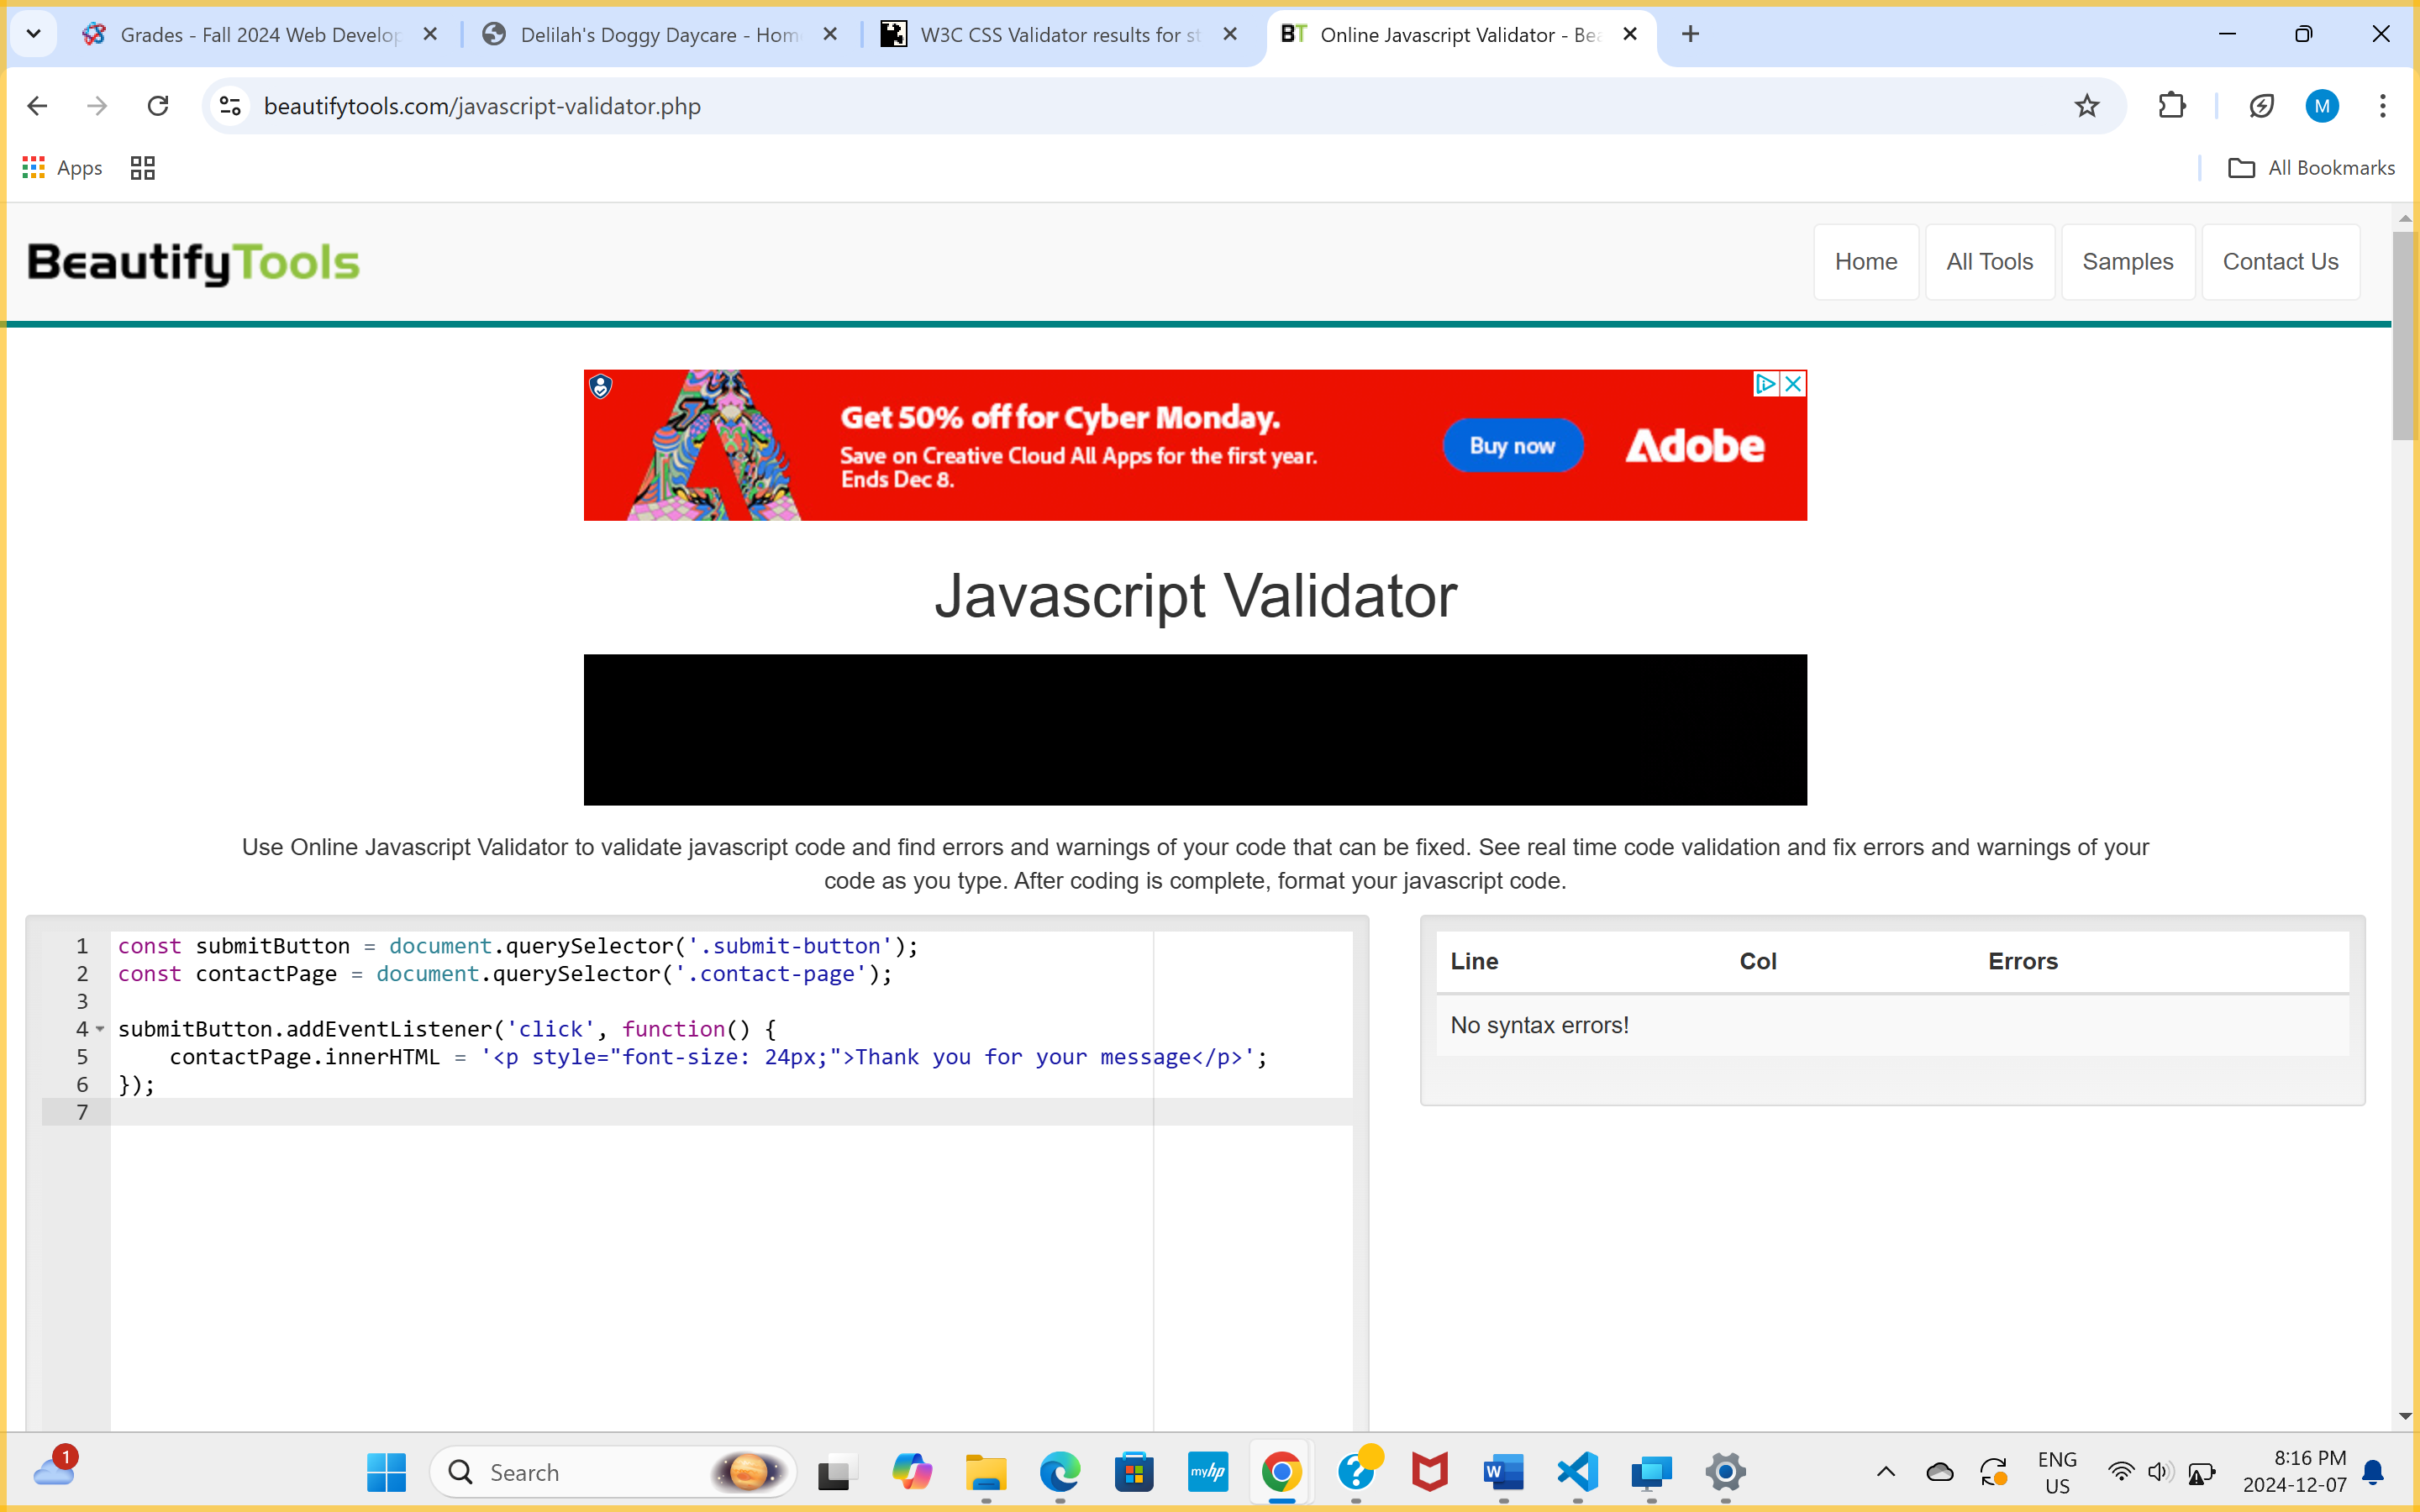 Grades - Fall 2024 Web Develop
Delilah's Doggy Daycare - Hom
W3C CSS Validator results for st
BT Online Javascript Validator - Bea
beautifytools.com/javascript-validator.php
M
Apps
All Bookmarks
BeautifyTools
Home
All Tools
Samples
Contact Us
Get 50% off for Cyber Monday.
Save on Creative Cloud All Apps for the first year.
Ends Dec 8.
Buy now
Adobe
Javascript Validator
Use Online Javascript Validator to validate javascript code and find errors and warnings of your code that can be fixed. See real time code validation and fix errors and warnings of your
code as you type. After coding is complete, format your javascript code.
1 const submitButton = document.querySelector('.submit-button');
2 const contactPage = document.querySelector('.contact-page');
3
4 submitButton.addEventListener('click', function() {
5     contactPage.innerHTML = '<p style="font-size: 24px;">Thank you for your message</p>';
6 });
7
Line Col Errors
No syntax errors!
1
Search
myhp
W
ENG
US
8:16 PM
2024-12-07